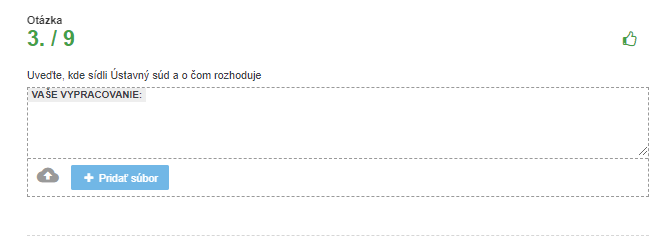 Otázka
3. / 9
Uveďte, kde sídli Ústavný súd a o čom rozhoduje
VAŠE VYPRACOVANIE:
Pridať súbor